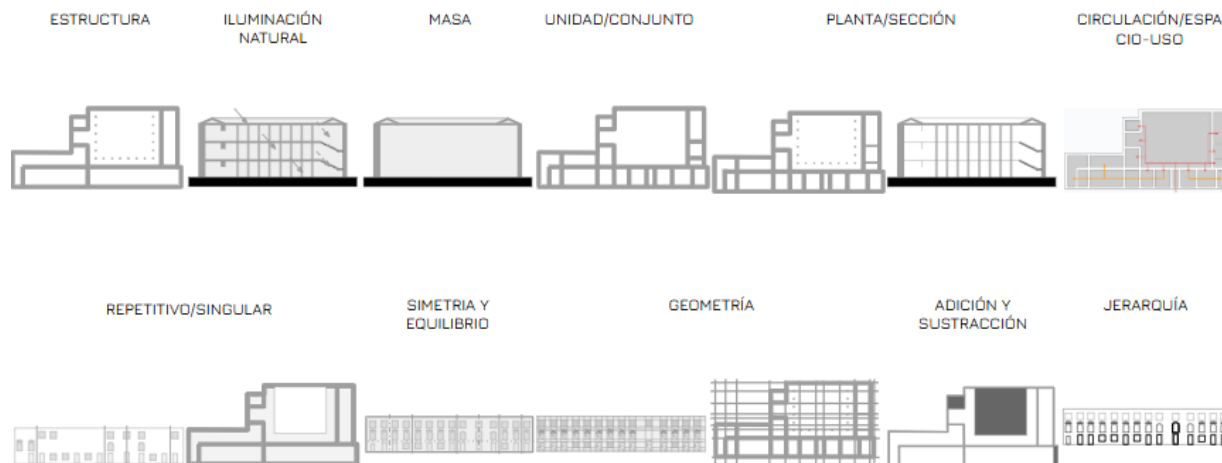 ESTRUCTURA
ILUMINACIÓN
NATURAL
MASA
UNIDAD/CONJUNTO
PLANTA/SECCIÓN
CIRCULACIÓN/ESPA
CIO-USO
REPETITIVO/SINGULAR
SIMETRIA Y
EQUILIBRIO
GEOMETRÍA
ADICIÓN Y
SUSTRACCIÓN
JERARQUÍA